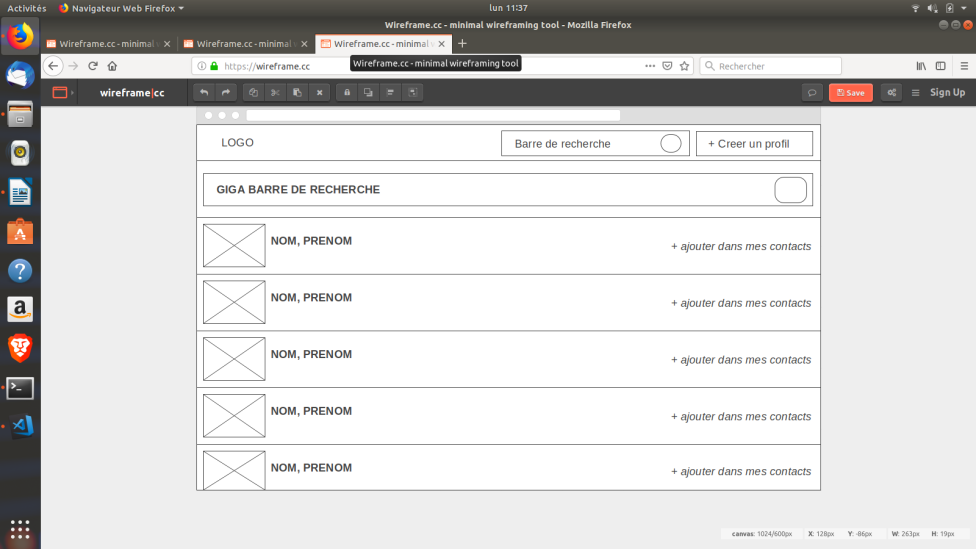 Activités Navigateur Web Firefox lun 11:37
Wireframe.cc - minimal wireframing tool - Mozilla Firefox
Wireframe.cc - minimal w Wireframe.cc - minimal w Wireframe.cc - minimal w
https://wireframe.cc Rechercher
Wireframe.cc - minimal wireframing tool
wireframe|cc Save Sign Up
LOGO Barre de recherche + Creer un profil
GIGA BARRE DE RECHERCHE
NOM, PRENOM + ajouter dans mes contacts
NOM, PRENOM + ajouter dans mes contacts
NOM, PRENOM + ajouter dans mes contacts
NOM, PRENOM + ajouter dans mes contacts
NOM, PRENOM + ajouter dans mes contacts
canvas: 1024/600px X: 128px Y: -86px W: 263px H: 19px